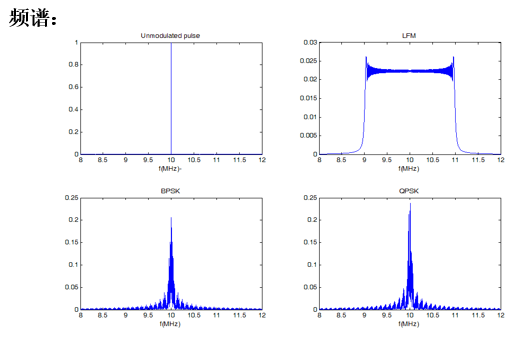 频谱:
Unmodulated pulse
1
0.8
0.6
0.4
0.2
0
8 8.5 9 9.5 10 10.5 11 11.5 12
f(MHz)-
LFM
0.03
0.025
0.02
0.015
0.01
0.005
0
8 8.5 9 9.5 10 10.5 11 11.5 12
f(MHz)
BPSK
0.25
0.2
0.15
0.1
0.05
0
8 8.5 9 9.5 10 10.5 11 11.5 12
f(MHz)
QPSK
0.25
0.2
0.15
0.1
0.05
0
8 8.5 9 9.5 10 10.5 11 11.5 12
f(MHz)